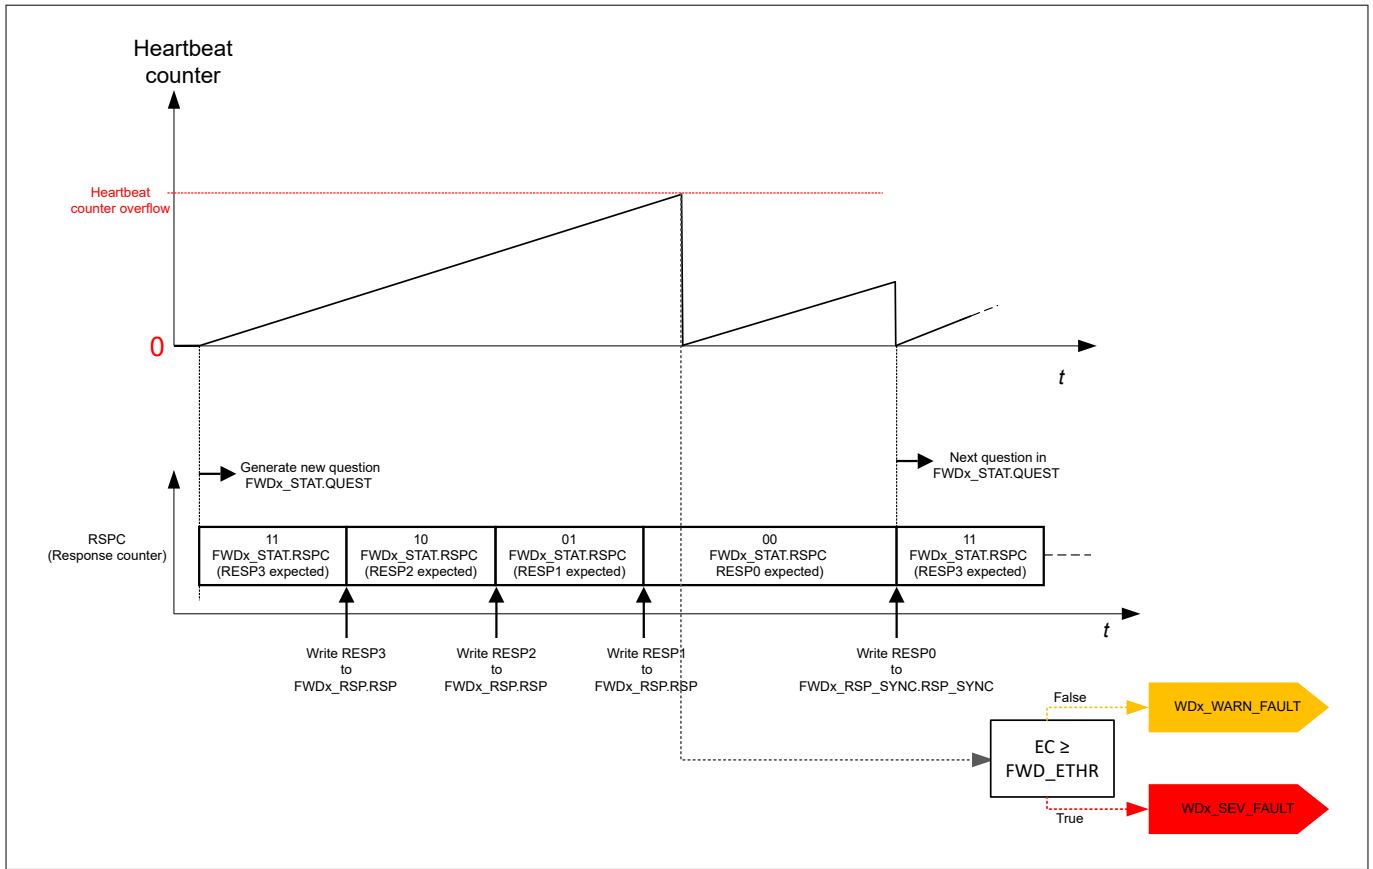 Heartbeat
counter
Heartbeat
counter overflow
0
t
Generate new question
FWDx_STAT.QUEST
Next question in
FWDx_STAT.QUEST
RSPC
(Response counter)
11
FWDx_STAT.RSPC
(RESP3 expected)
10
FWDx_STAT.RSPC
(RESP2 expected)
01
FWDx_STAT.RSPC
(RESP1 expected)
00
FWDx_STAT.RSPC
RESP0 expected)
11
FWDx_STAT.RSPC
(RESP3 expected)
t
Write RESP3
to
FWDx_RSP.RSP
Write RESP2
to
FWDx_RSP.RSP
Write RESP1
to
FWDx_RSP.RSP
Write RESP0
to
FWDx_RSP_SYNC.RSP_SYNC
False
WDx_WARN_FAULT
EC ≥
FWD_ETHR
True
WDx_SEV_FAULT